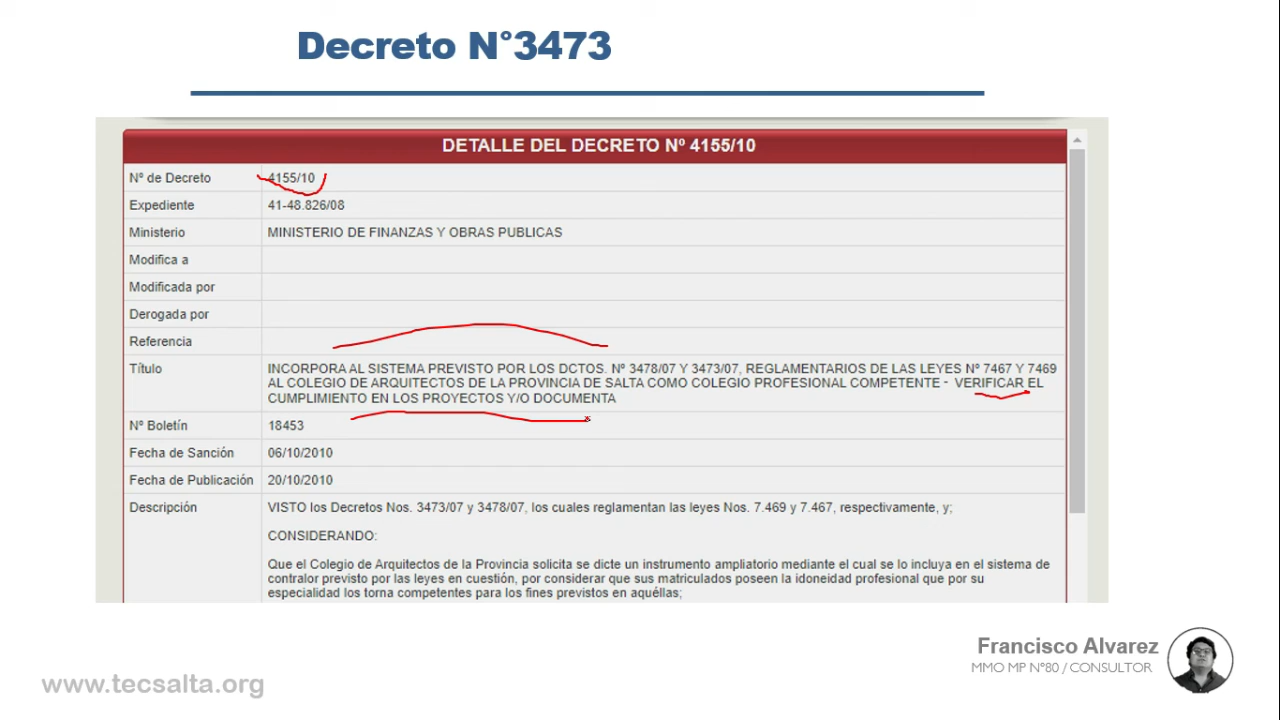 Decreto N°3473
DETALLE DEL DECRETO Nº 4155/10
Nº de Decreto 4155/10
Expediente 41-48.826/08
Ministerio MINISTERIO DE FINANZAS Y OBRAS PUBLICAS
Modifica a
Modificada por
Derogada por
Referencia
Título INCORPORA AL SISTEMA PREVISTO POR LOS DCTOS. Nº 3478/07 Y 3473/07, REGLAMENTARIOS DE LAS LEYES Nº 7467 Y 7469
AL COLEGIO DE ARQUITECTOS DE LA PROVINCIA DE SALTA COMO COLEGIO PROFESIONAL COMPETENTE - VERIFICAR EL
CUMPLIMIENTO EN LOS PROYECTOS Y/O DOCUMENTA
Nº Boletín 18453
Fecha de Sanción 06/10/2010
Fecha de Publicación 20/10/2010
Descripción VISTO los Decretos Nos. 3473/07 y 3478/07, los cuales reglamentan las leyes Nos. 7.469 y 7.467, respectivamente, y;
CONSIDERANDO:
Que el Colegio de Arquitectos de la Provincia solicita se dicte un instrumento ampliatorio mediante el cual se lo incluya en el sistema de
contralor previsto por las leyes en cuestión, por considerar que sus matriculados poseen la idoneidad profesional que por su
especialidad los torna competentes para los fines previstos en aquéllas;
Francisco Alvarez
MMO MP Nº80 / CONSULTOR
www.tecsalta.org